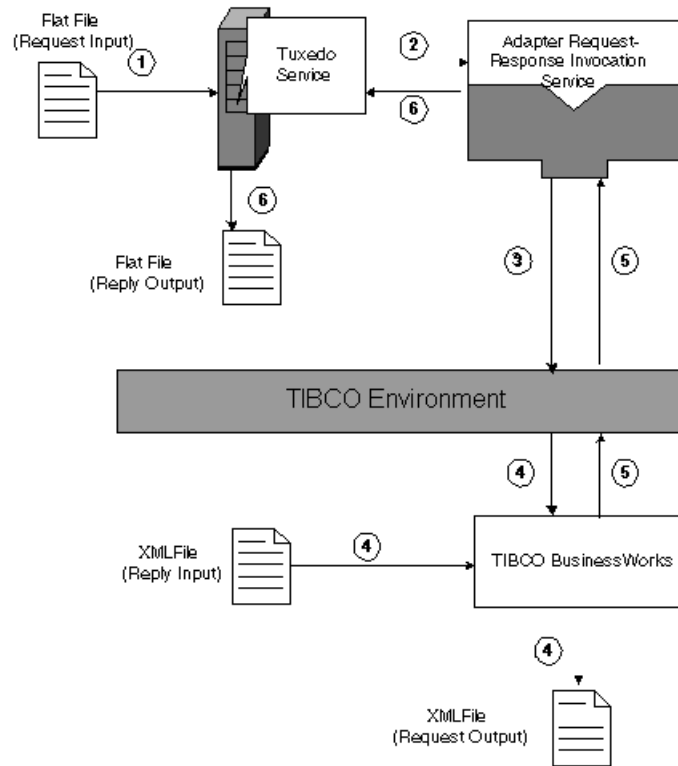 Flat File
(Request Input)
1
Tuxedo
Service
2
6
Adapter Request-
Response Invocation
Service
6
Flat File
(Reply Output)
3
5
TIBCO Environment
4
5
XMLFile
(Reply Input)
4
TIBCO BusinessWorks
4
XMLFile
(Request Output)